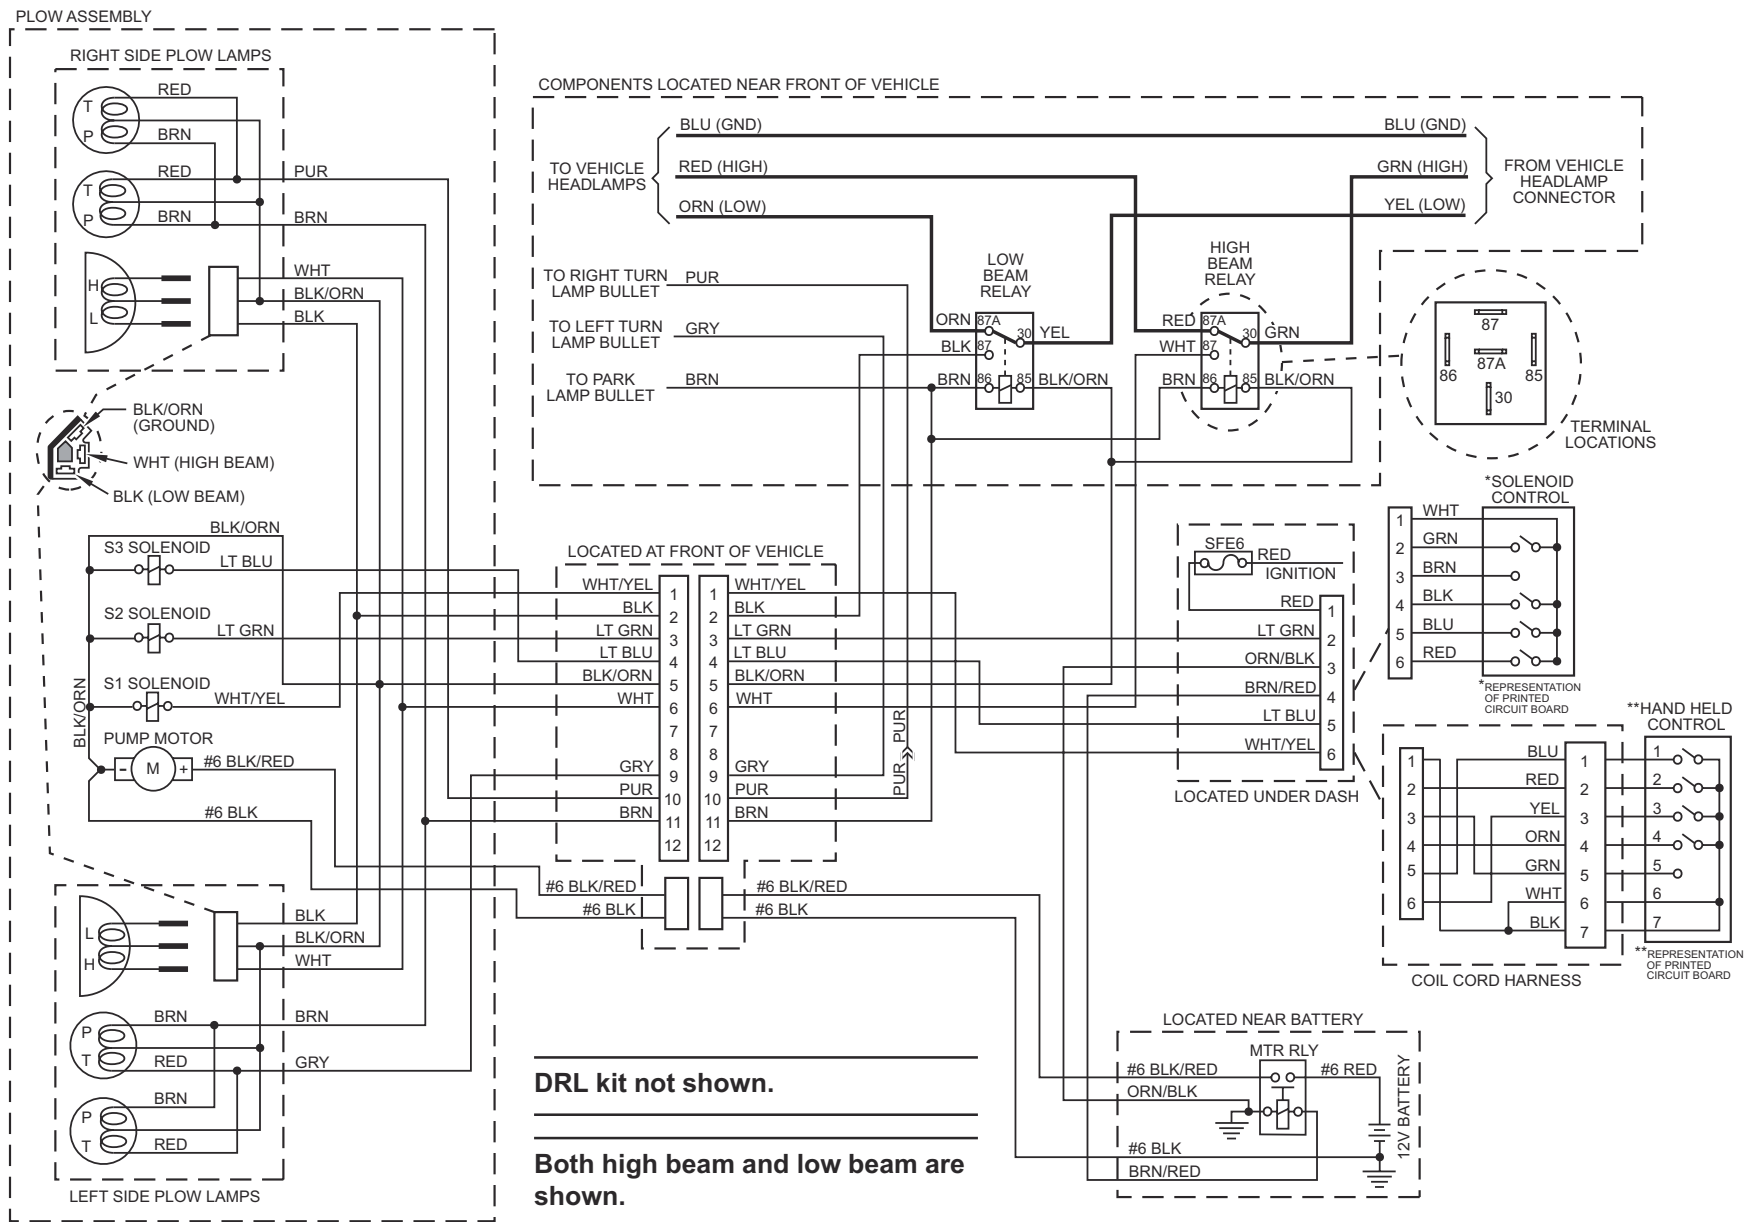 PLOW ASSEMBLY
RIGHT SIDE PLOW LAMPS
T
RED
P
BRN
T
RED
PUR
P
BRN
BRN
H
L
WHT
BLK/ORN
BLK
BLK/ORN
(GROUND)
WHT (HIGH BEAM)
BLK (LOW BEAM)
BLK/ORN
S3 SOLENOID
LT BLU
S2 SOLENOID
LT GRN
S1 SOLENOID
WHT/YEL
BLK/ORN
PUMP MOTOR
- M +
#6 BLK/RED
#6 BLK
L
H
BLK
BLK/ORN
WHT
P
BRN
BRN
T
RED
GRY
P
BRN
T
RED
LEFT SIDE PLOW LAMPS
COMPONENTS LOCATED NEAR FRONT OF VEHICLE
TO VEHICLE
HEADLAMPS
BLU (GND)
RED (HIGH)
ORN (LOW)
BLU (GND)
GRN (HIGH)
YEL (LOW)
FROM VEHICLE
HEADLAMP
CONNECTOR
TO RIGHT TURN
LAMP BULLET
PUR
TO LEFT TURN
LAMP BULLET
GRY
TO PARK
LAMP BULLET
BRN
LOW
BEAM
RELAY
ORN 87A
30 YEL
BLK 87
BRN 86 85 BLK/ORN
HIGH
BEAM
RELAY
RED 87A
30 GRN
WHT 87
BRN 86 85 BLK/ORN
87
87A
86
85
30
TERMINAL
LOCATIONS
LOCATED AT FRONT OF VEHICLE
WHT/YEL 1 1 WHT/YEL
BLK 2 2 BLK
LT GRN 3 3 LT GRN
LT BLU 4 4 LT BLU
BLK/ORN 5 5 BLK/ORN
WHT 6 6 WHT
7 7
8 8
GRY 9 9 GRY
PUR 10 10 PUR
BRN 11 11 BRN
12 12
PUR
PUR
#6 BLK/RED
#6 BLK
#6 BLK/RED
#6 BLK
SFE6
RED
IGNITION
RED 1
LT GRN 2
ORN/BLK 3
BRN/RED 4
LT BLU 5
WHT/YEL 6
LOCATED UNDER DASH
*SOLENOID
CONTROL
1 WHT
2 GRN
3 BRN
4 BLK
5 BLU
6 RED
*REPRESENTATION
OF PRINTED
CIRCUIT BOARD
**HAND HELD
CONTROL
1
2
3
4
5
6
BLU 1
RED 2
YEL 3
ORN 4
GRN 5
WHT 6
BLK 7
1
2
3
4
5
6
7
**REPRESENTATION
OF PRINTED
CIRCUIT BOARD
COIL CORD HARNESS
LOCATED NEAR BATTERY
MTR RLY
#6 BLK/RED
#6 RED
ORN/BLK
#6 BLK
BRN/RED
12V BATTERY
DRL kit not shown.
Both high beam and low beam are
shown.